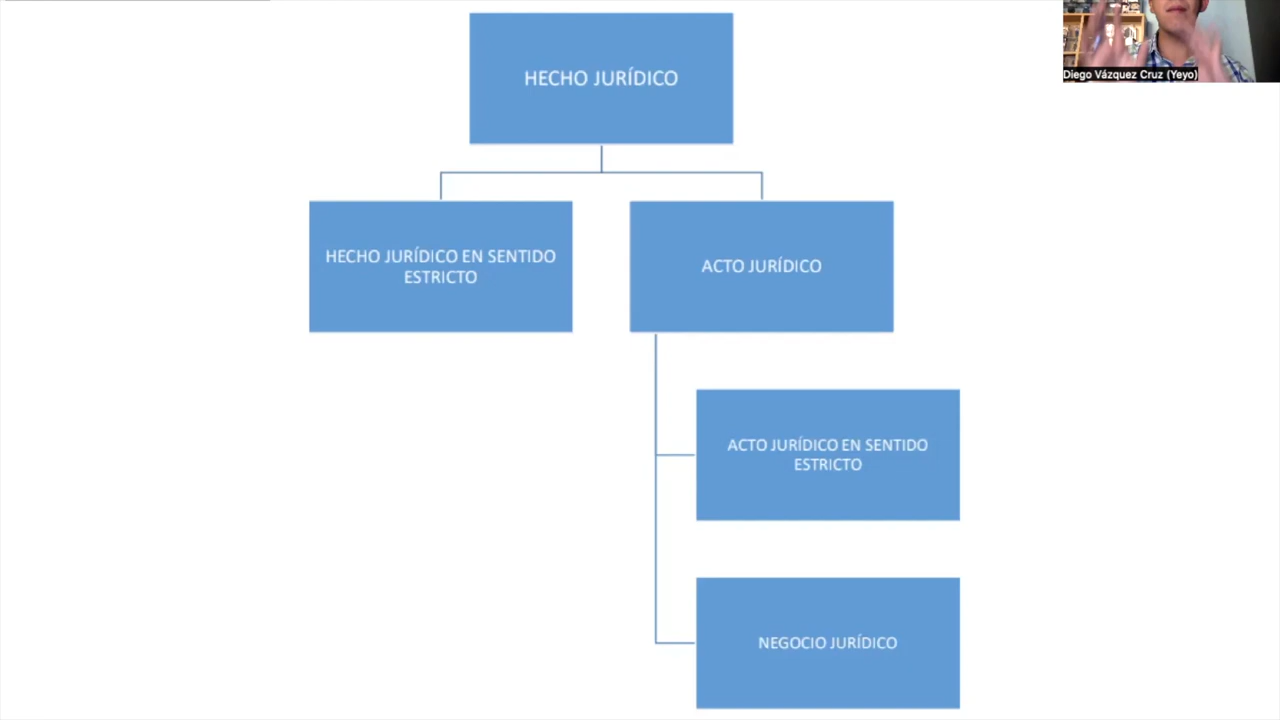 HECHO JURÍDICO
Diego Vázquez Cruz (Yeyo)
HECHO JURÍDICO EN SENTIDO
ESTRICTO
ACTO JURÍDICO
ACTO JURÍDICO EN SENTIDO
ESTRICTO
NEGOCIO JURÍDICO